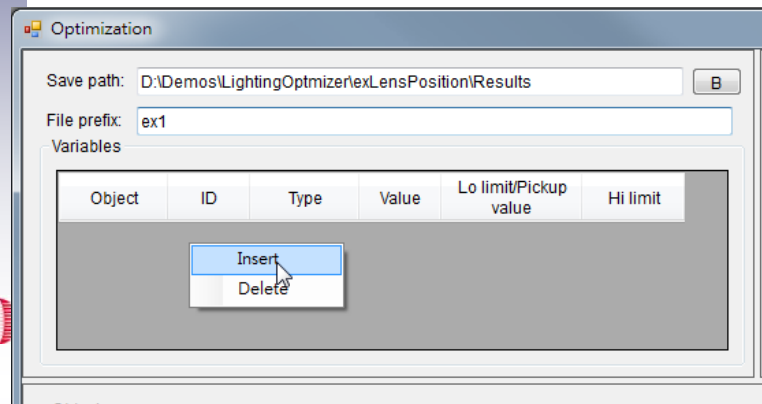 Optimization
Save path: D:\Demos\LightingOptmizer\exLensPosition\Results B
File prefix: ex1
Variables
Object ID Type Value Lo limit/Pickup value Hi limit
Insert
Delete